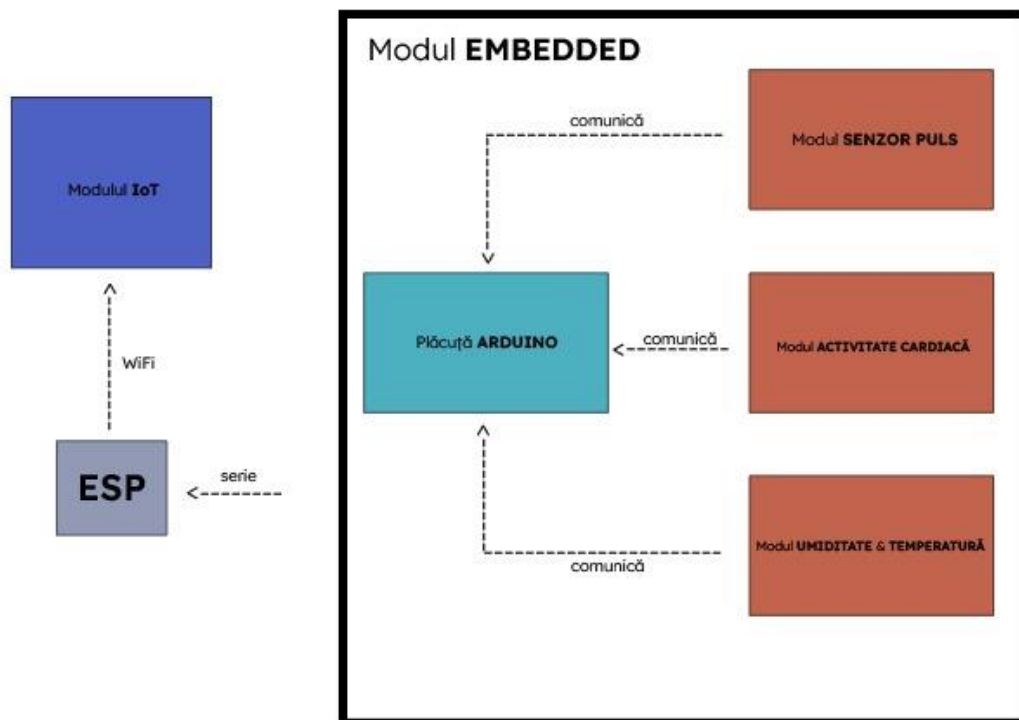 Modul EMBEDDED
comunică
Modul SENZOR PULS
Modulul IoT
Plăcuță ARDUINO
comunică
Modul ACTIVITATE CARDIACĂ
WiFi
ESP
serie
Modul UMIDITATE & TEMPERATURĂ
comunică